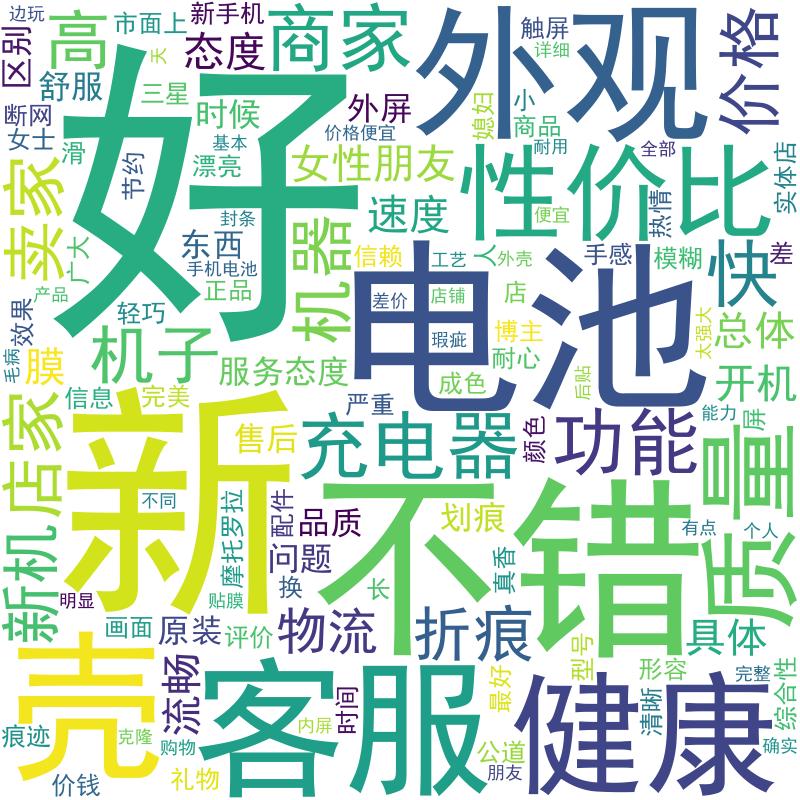 边玩
市面上
新手机
高
区别
态度
商家
外观
触屏
详细
价格
天
断网
舒服
三星
时候
外屏
媳妇
小
商品
女士
滑
基本
价格便宜
耐用
全部
节约
漂亮
女性朋友
性价比
实体店
卖家
好
封条
速度
便宜
热情
广大
东西
手机电池
机器
信赖
工艺
人
外壳
手感
模糊
快
差
产品
正品
电池
效果
轻巧
差价
店铺
店
瑕疵
博主
太强大
总体
毛病
膜
机子
服务态度
耐心
成色
后贴
开机
信息
完美
严重
新
售后
充电器
颜色
功能
能力
屏
店家
质量
不同
摩托罗拉
配件
品质
不错
划痕
有点
个人
新机
问题
真香
明显
贴膜
换
长
画面
原装
评价
物流
折痕
型号
具体
壳
流畅
客服
时间
最好
健康
形容
清晰
完整
综合性
痕迹
克隆
购物
内屏
公道
确实
价钱
礼物
朋友